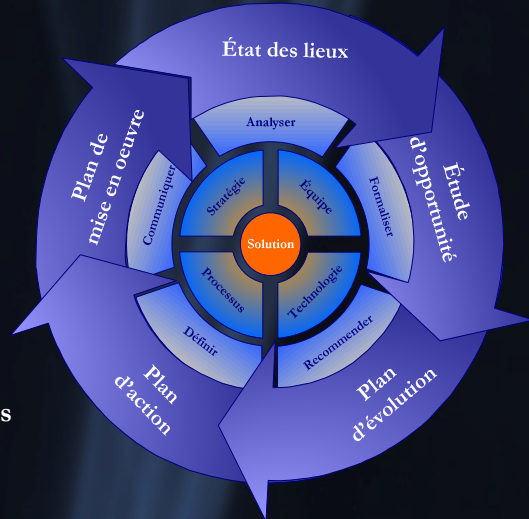 État des lieux
Analyser
Étude
d'opportunité
Formaliser
Plan
d'évolution
Recommender
Plan
d'action
Définir
Plan de
mise en oeuvre
Communiquer
Stratégie
Équipe
Technologie
Processus
Solution
s